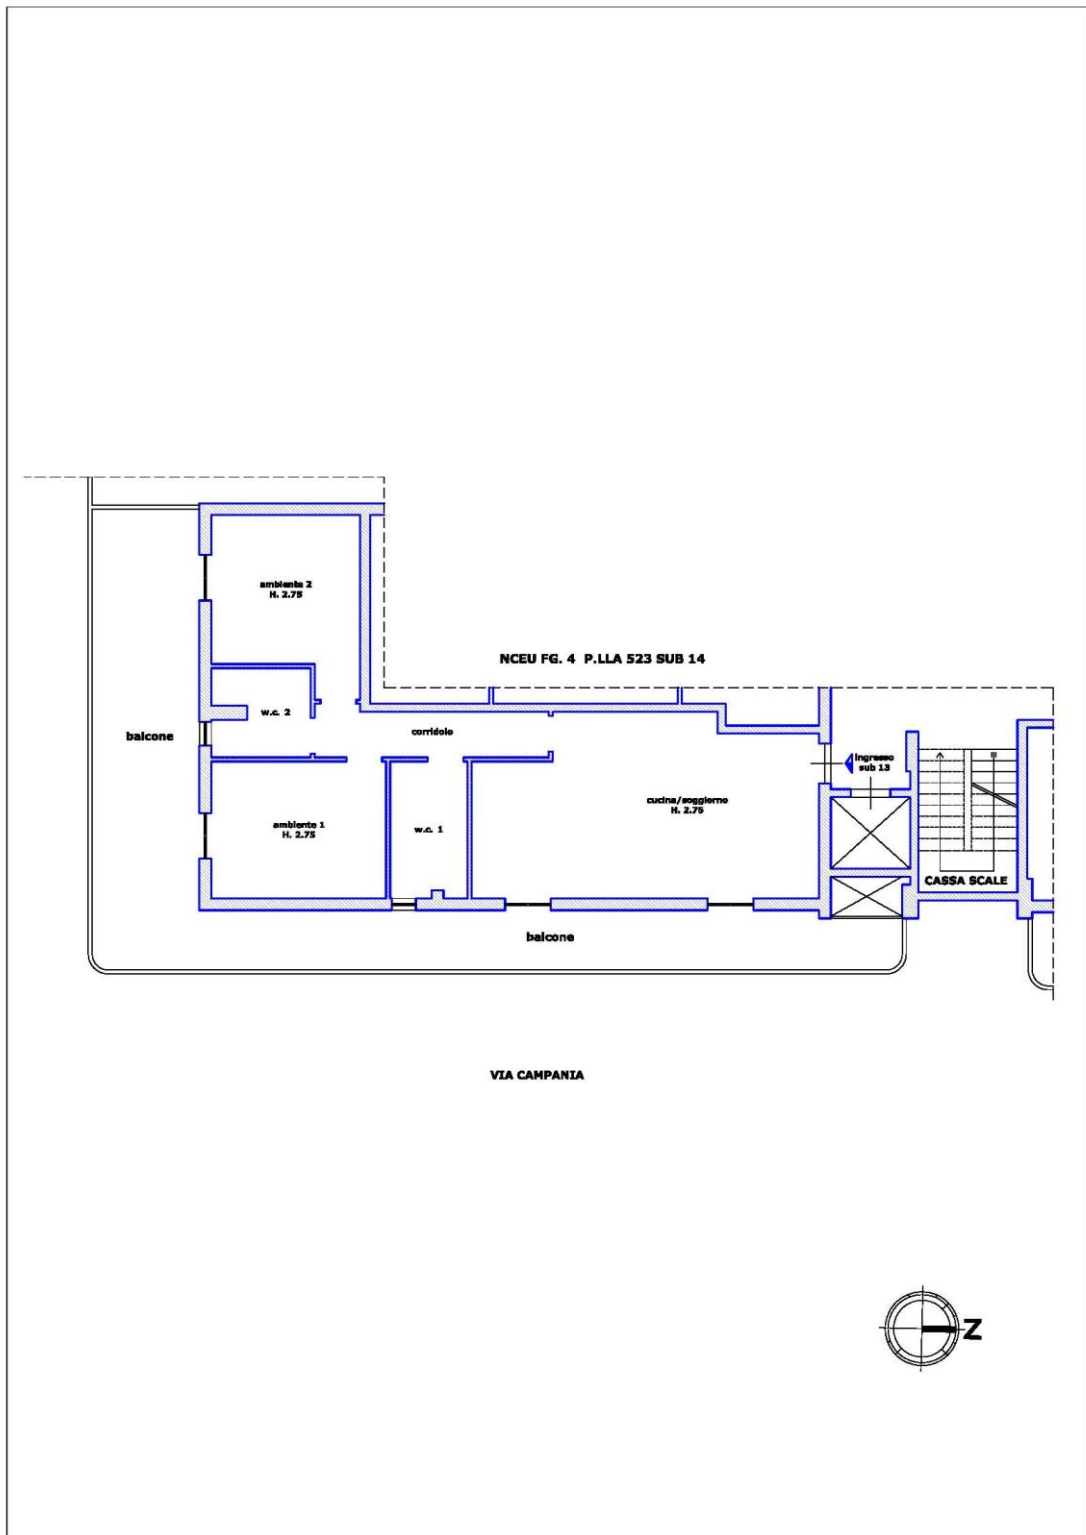 ambiente 2
H. 2.75
NCEU FG. 4 P.LLA 523 SUB 14
w.c. 2
corridoio
balcone
ingresso
sub 13
cucina/soggiorno
H. 2.75
ambiente 1
H. 2.75
w.c. 1
CASSA SCALE
balcone
VIA CAMPANIA
N